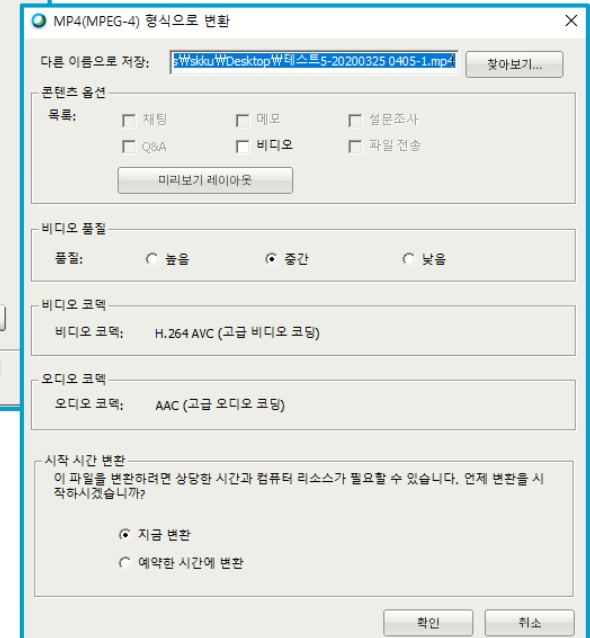 MP4(MPEG-4) 형식으로 변환
다른 이름으로 저장: s₩skku₩Desktop₩테스트5-20200325 0405-1.mp4 찾아보기...
콘텐츠 옵션
목록: 채팅 메모 설문조사
Q&A 비디오 파일 전송
미리보기 레이아웃
비디오 품질
품질: 높음 중간 낮음
비디오 코덱
비디오 코덱: H.264 AVC (고급 비디오 코딩)
오디오 코덱
오디오 코덱: AAC (고급 오디오 코딩)
시작 시간 변환
이 파일을 변환하려면 상당한 시간과 컴퓨터 리소스가 필요할 수 있습니다. 언제 변환을 시
작하시겠습니까?
지금 변환
예약한 시간에 변환
확인 취소